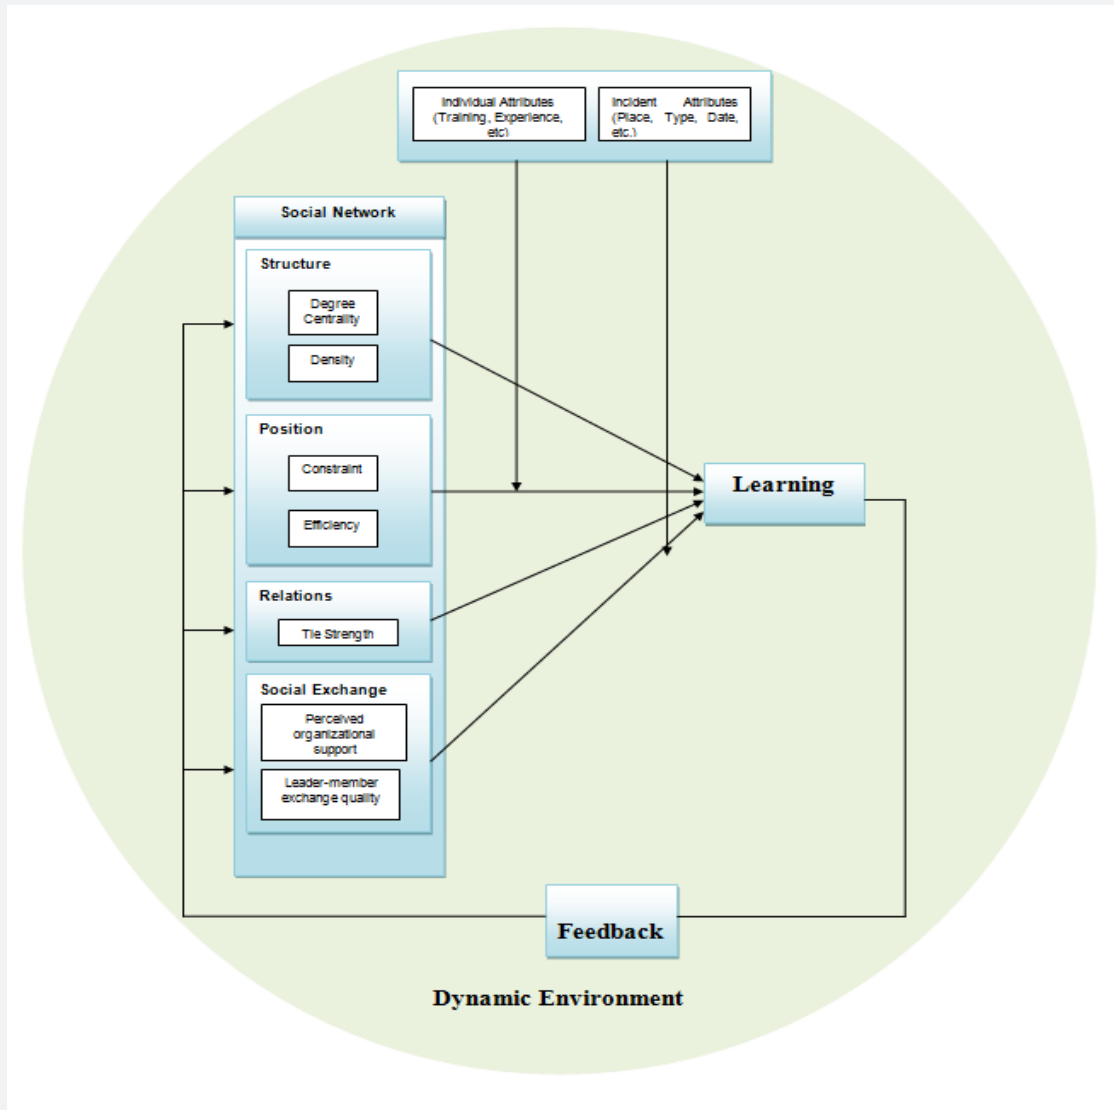 Individual Attributes
(Training, Experience,
etc)
Incident Attributes
(Place, Type, Date,
etc.)
Social Network
Structure
Degree
Centrality
Density
Position
Constraint
Efficiency
Relations
Tie Strength
Social Exchange
Perceived
organizational
support
Leader-member
exchange quality
Learning
Feedback
Dynamic Environment